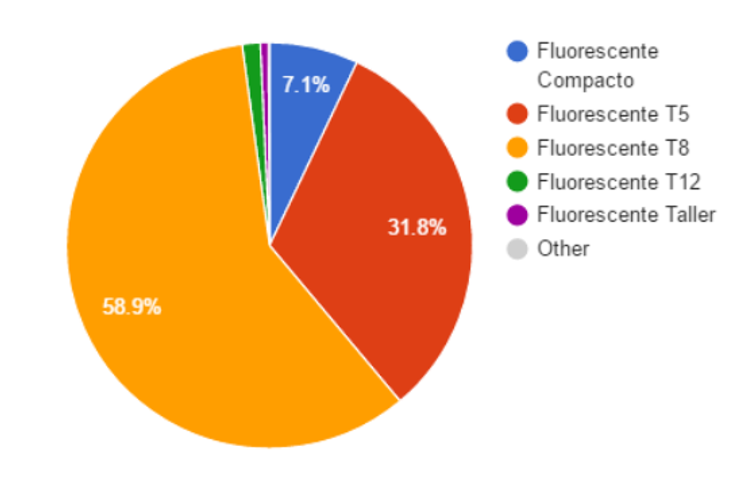 7.1%
31.8%
58.9%
Fluorescente
Compacto
Fluorescente T5
Fluorescente T8
Fluorescente T12
Fluorescente Taller
Other